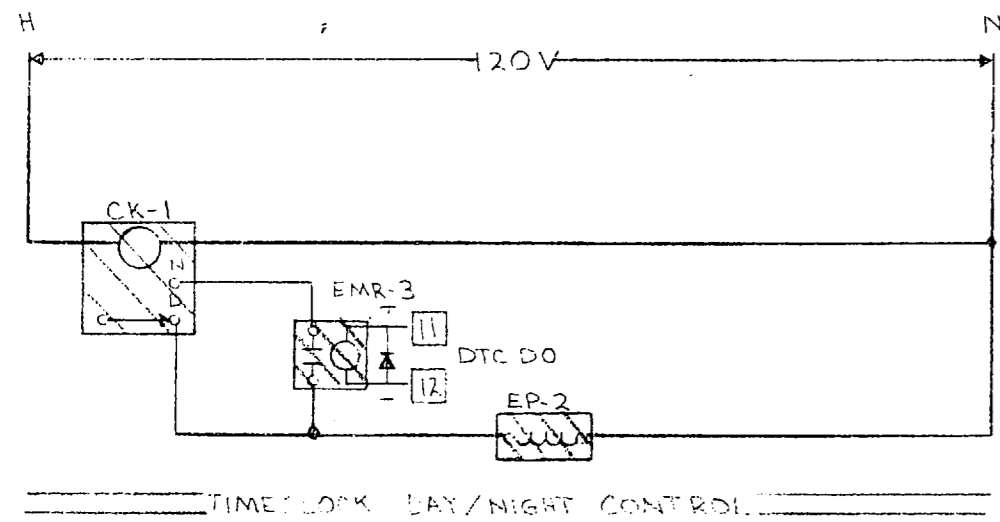 H
N
120V
CK-1
N
D
EMR-3
11
DTC DO
12
EP-2
DAY/NIGHT CONTROL